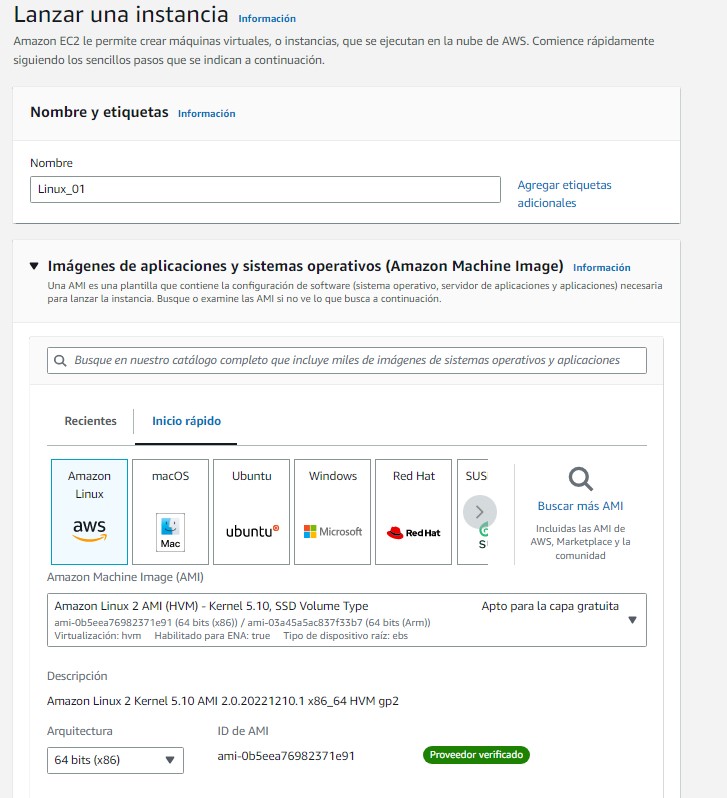 Lanzar una instancia Información
Amazon EC2 le permite crear máquinas virtuales, o instancias, que se ejecutan en la nube de AWS. Comience rápidamente
siguiendo los sencillos pasos que se indican a continuación.
Nombre y etiquetas Información
Nombre
Linux_01
Agregar etiquetas
adicionales
Imágenes de aplicaciones y sistemas operativos (Amazon Machine Image) Información
Una AMI es una plantilla que contiene la configuración de software (sistema operativo, servidor de aplicaciones y aplicaciones) necesaria
para lanzar la instancia. Busque o examine las AMI si no ve lo que busca a continuación.
Busque en nuestro catálogo completo que incluye miles de imágenes de sistemas operativos y aplicaciones
Recientes Inicio rápido
Amazon
Linux
aws
macOS
Mac
Ubuntu
ubuntu
Windows
Microsoft
Red Hat
Red Hat
SUS
S
Buscar más AMI
Incluidas las AMI de
AWS, Marketplace y la
comunidad
Amazon Machine Image (AMI)
Amazon Linux 2 AMI (HVM) - Kernel 5.10, SSD Volume Type Apto para la capa gratuita
ami-0b5eea76982371e91 (64 bits (x86)) / ami-03a45a5ac837f33b7 (64 bits (Arm))
Virtualización: hvm Habilitado para ENA: true Tipo de dispositivo raíz: ebs
Descripción
Amazon Linux 2 Kernel 5.10 AMI 2.0.20221210.1 x86_64 HVM gp2
Arquitectura ID de AMI
64 bits (x86) ami-0b5eea76982371e91 Proveedor verificado